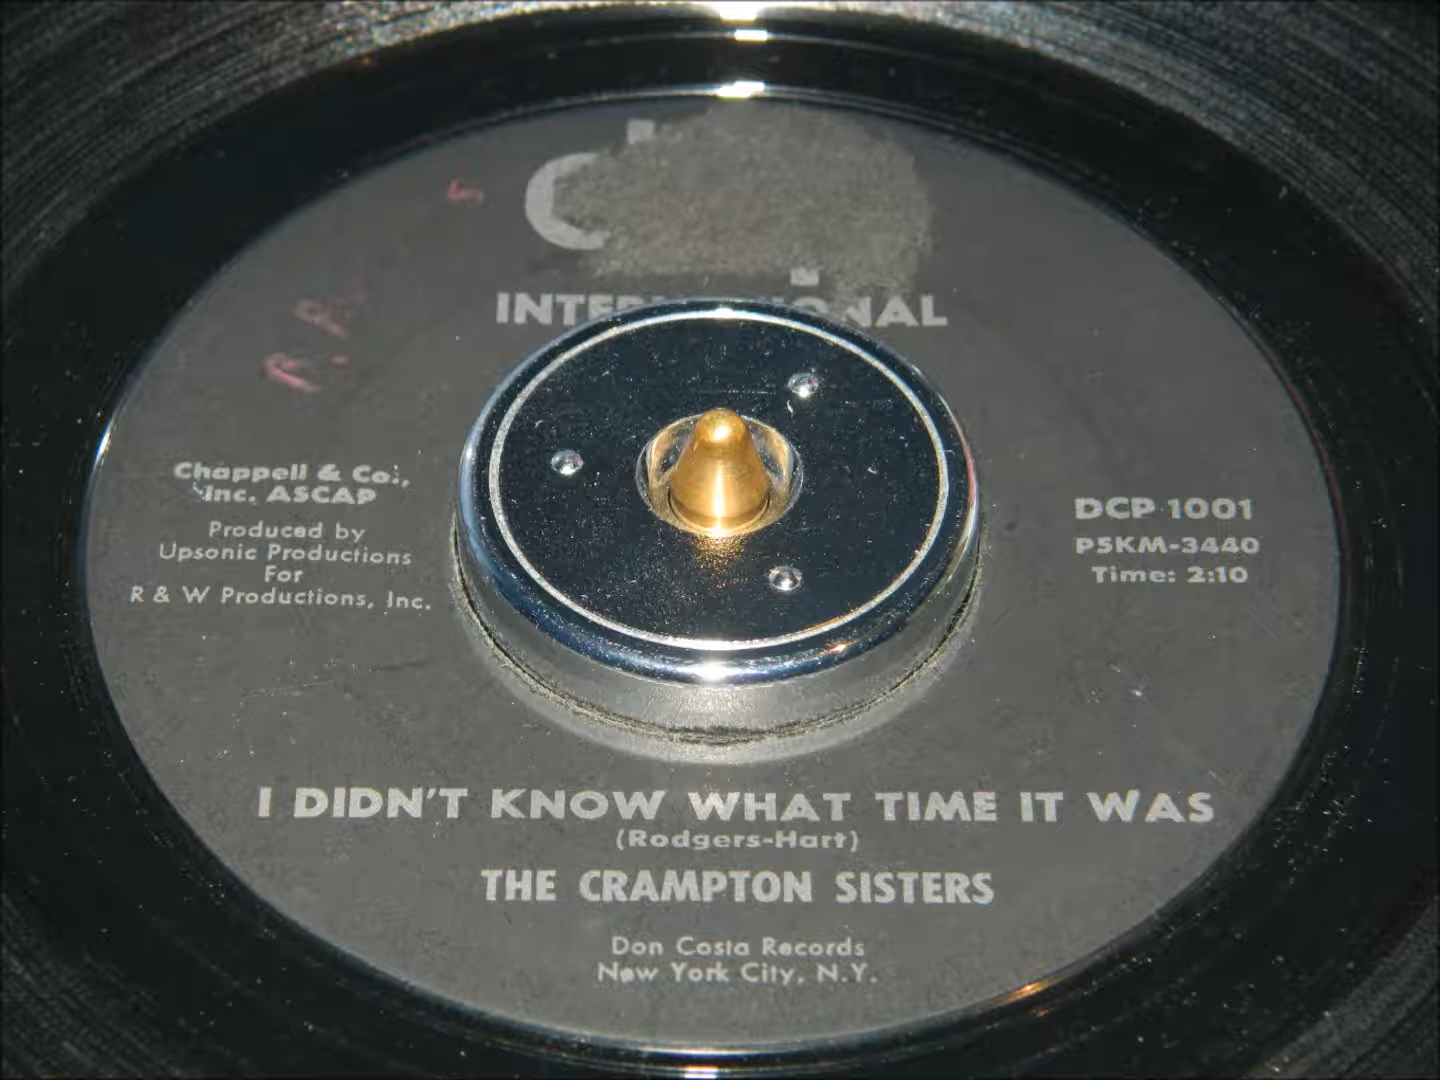 INTERNATIONAL
Chappell & Co.,
Inc. ASCAP
Produced by
Upsonic Productions
For
R & W Productions, Inc.
DCP 1001
P5KM-3440
Time: 2:10
I DIDN'T KNOW WHAT TIME IT WAS
(Rodgers-Hart)
THE CRAMPTON SISTERS
Don Costa Records
New York City, N.Y.